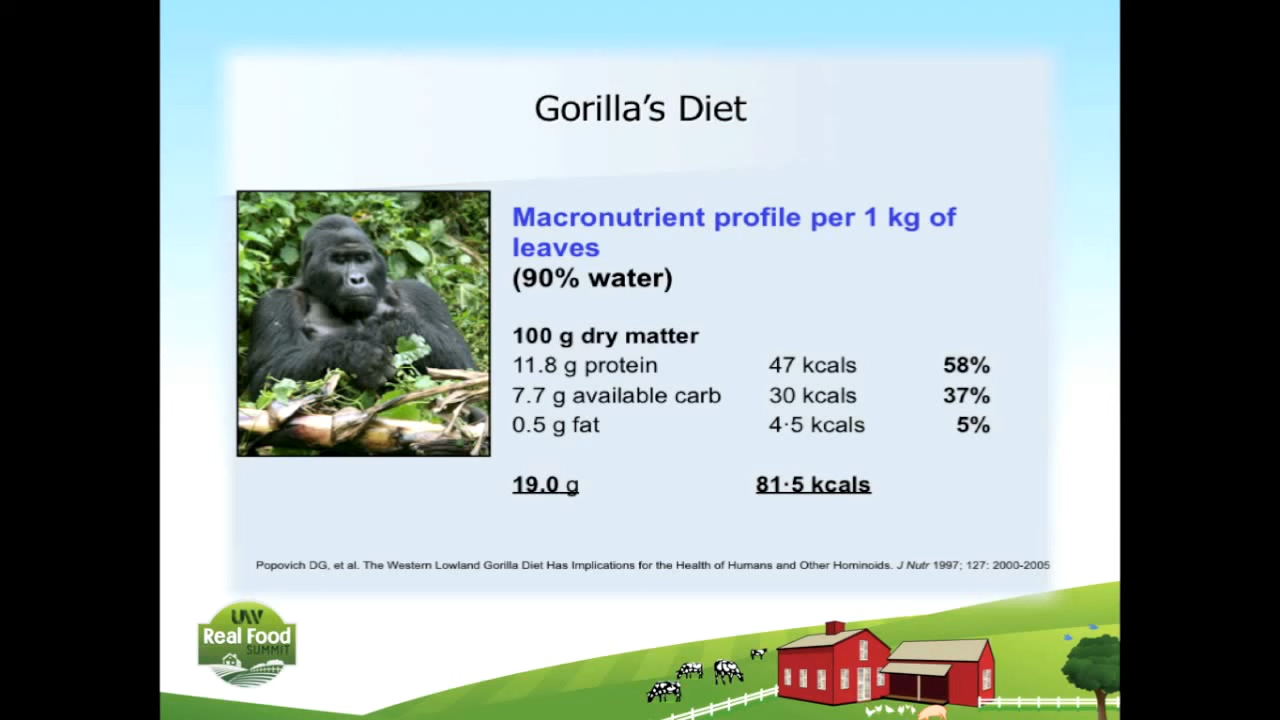 Gorilla's Diet
Macronutrient profile per 1 kg of
leaves
(90% water)
100 g dry matter
11.8 g protein 47 kcals 58%
7.7 g available carb 30 kcals 37%
0.5 g fat 4·5 kcals 5%
19.0 g 81·5 kcals
Popovich DG, et al. The Western Lowland Gorilla Diet Has Implications for the Health of Humans and Other Hominoids. J Nutr 1997; 127: 2000-2005
UW
Real Food
SUMMIT